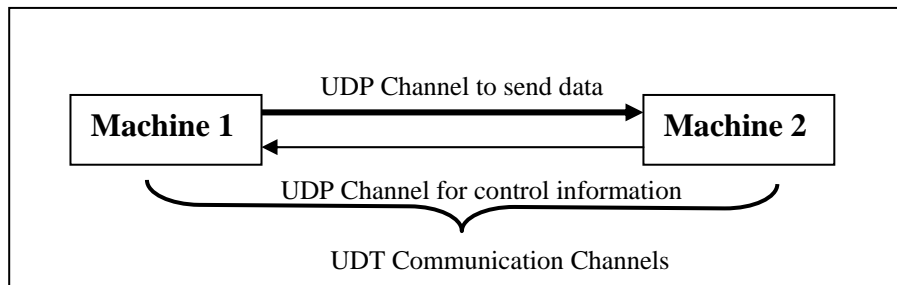 UDP Channel to send data
Machine 1
Machine 2
UDP Channel for control information
UDT Communication Channels